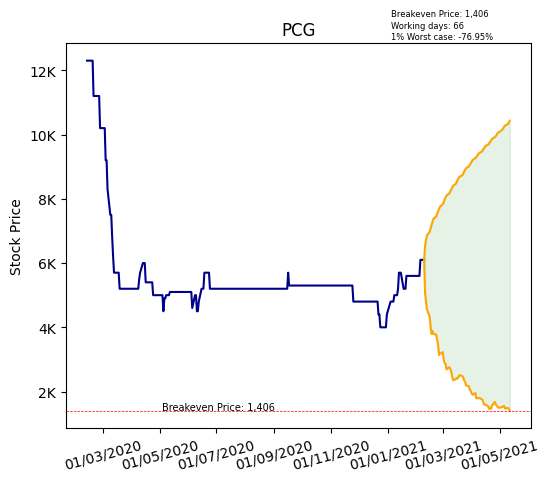 Breakeven Price: 1,406
Working days: 66
1% Worst case: -76.95%
PCG
Stock Price
12K
10K
8K
6K
4K
2K
Breakeven Price: 1,406
01/03/2020
01/05/2020
01/07/2020
01/09/2020
01/11/2020
01/01/2021
01/03/2021
01/05/2021